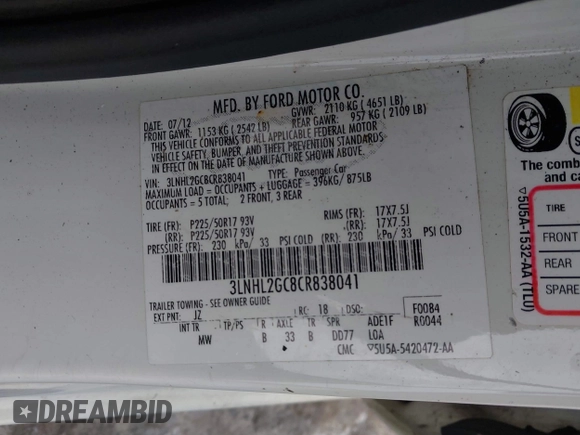 MFD. BY FORD MOTOR CO.
DATE: 07/12 GVWR: 2110 KG ( 4651 LB)
FRONT GAWR: 1153 KG ( 2542 LB) REAR GAWR: 957 KG ( 2109 LB)
THIS VEHICLE CONFORMS TO ALL APPLICABLE FEDERAL MOTOR
VEHICLE SAFETY, BUMPER, AND THEFT PREVENTION STANDARDS
IN EFFECT ON THE DATE OF MANUFACTURE SHOWN ABOVE.
VIN: 3LNHL2GC8CR838041 TYPE: Passenger Car
MAXIMUM LOAD = OCCUPANTS + LUGGAGE = 396KG/ 875LB
OCCUPANTS = 5 TOTAL; 2 FRONT, 3 REAR
TIRE (FR): P225/50R17 93V RIMS (FR): 17X7.5J
(RR): P225/50R17 93V (RR): 17X7.5J
PRESSURE (FR): 230 kPa/ 33 PSI COLD (RR): 230 kPa/ 33 PSI COLD
3LNHL2GC8CR838041
TRAILER TOWING - SEE OWNER GUIDE
EXT PNT: JZ RC: 18 DSO: F0084
INT TR TP/PS R AXLE TR SPR ADE1F R0044
MW B 33 B DD77 LOA
CMC ▽5U5A-5420472-AA
The combined
occup
TIRE
FRONT
REAR
SPARE
▽5U5A-1532-AA (TLU)
DREAMBID